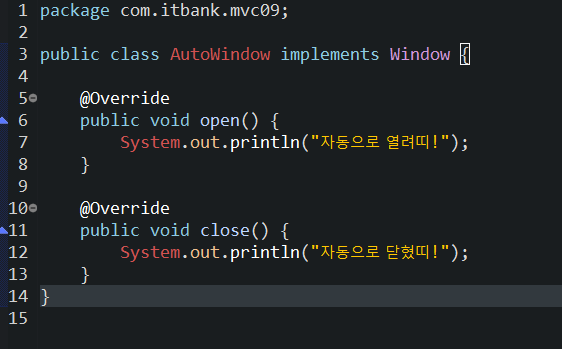 1 package com.itbank.mvc09;
2
3 public class AutoWindow implements Window {
4
5 @Override
6 public void open() {
7 System.out.println("자동으로 열려띠!");
8 }
9
10 @Override
11 public void close() {
12 System.out.println("자동으로 닫혔띠!");
13 }
14 }
15